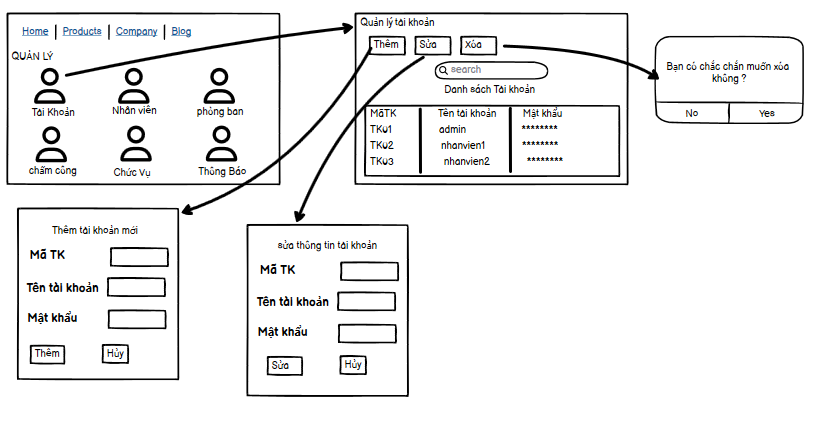 Home | Products | Company | Blog
QUẢN LÝ
Tài Khoản
Nhân viên
phòng ban
chấm công
Chức Vụ
Thông Báo
Quản lý tài khoản
Thêm
Sửa
Xóa
search
Danh sách Tài khoản
MãTK Tên tài khoản Mật khẩu
TK01 admin ********
TK02 nhanvien1 ********
TK03 nhanvien2 ********
Bạn có chắc chắn muốn xóa
không ?
No
Yes
Thêm tài khoản mới
Mã TK
Tên tài khoản
Mật khẩu
Thêm
Hủy
sửa thông tin tài khoản
Mã TK
Tên tài khoản
Mật khẩu
Sửa
Hủy